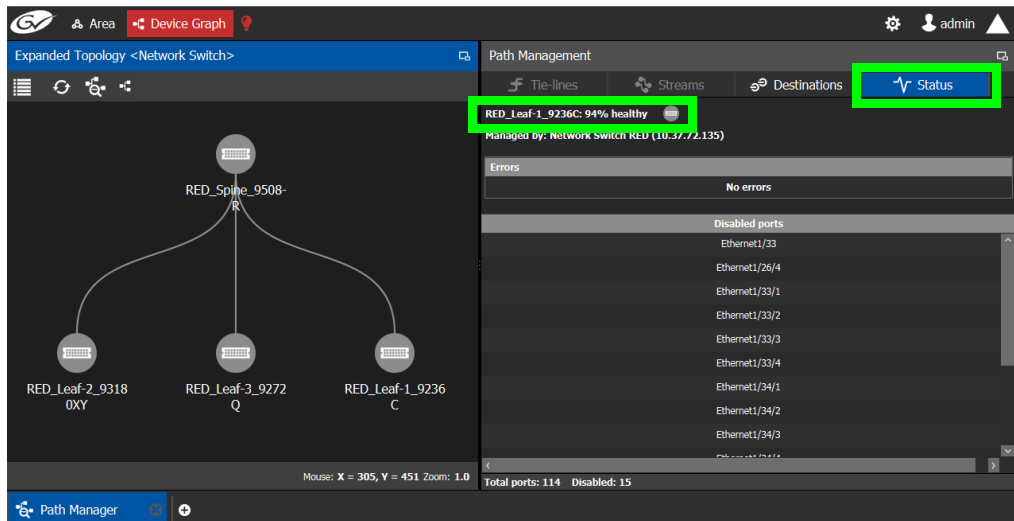 GV Area Device Graph admin
Expanded Topology <Network Switch>
Path Management
Tie-lines Streams Destinations Status
RED_Leaf-1_9236C: 94% healthy
Managed by: Network Switch RED (10.37.72.135)
Errors
No errors
Disabled ports
Ethernet1/33
Ethernet1/26/4
Ethernet1/33/1
Ethernet1/33/2
Ethernet1/33/3
Ethernet1/33/4
Ethernet1/34/1
Ethernet1/34/2
Ethernet1/34/3
Ethernet1/34/4
Total ports: 114 Disabled: 15
RED_Spine_9508-
R
RED_Leaf-2_9318
0XY
RED_Leaf-3_9272
Q
RED_Leaf-1_9236
C
Mouse: X = 305, Y = 451 Zoom: 1.0
Path Manager